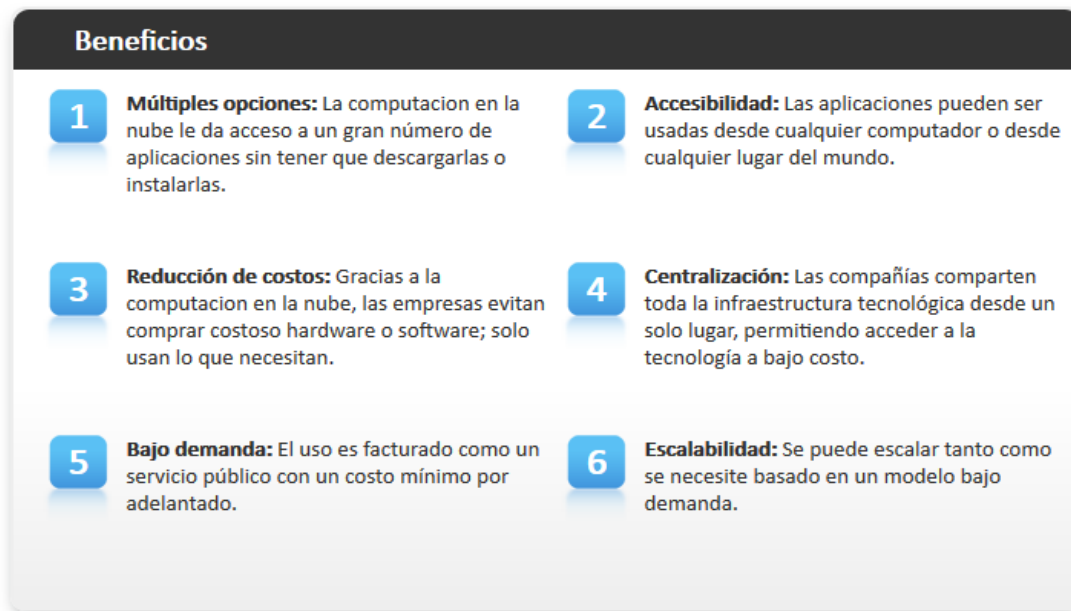 Beneficios
1
Múltiples opciones: La computacion en la
nube le da acceso a un gran número de
aplicaciones sin tener que descargarlas o
instalarlas.
2
Accesibilidad: Las aplicaciones pueden ser
usadas desde cualquier computador o desde
cualquier lugar del mundo.
3
Reducción de costos: Gracias a la
computacion en la nube, las empresas evitan
comprar costoso hardware o software; solo
usan lo que necesitan.
4
Centralización: Las compañías comparten
toda la infraestructura tecnológica desde un
solo lugar, permitiendo acceder a la
tecnología a bajo costo.
5
Bajo demanda: El uso es facturado como un
servicio público con un costo mínimo por
adelantado.
6
Escalabilidad: Se puede escalar tanto como
se necesite basado en un modelo bajo
demanda.